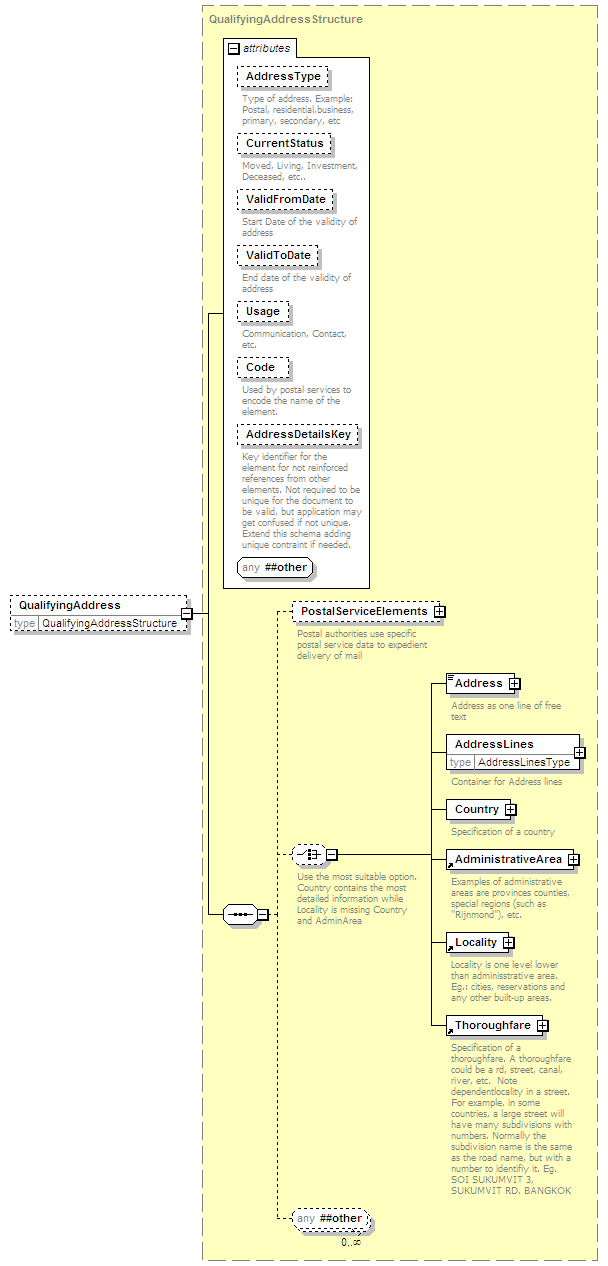 QualifyingAddressStructure
attributes
AddressType
Type of address. Example:
Postal, residential,business,
primary, secondary, etc
CurrentStatus
Moved, Living, Investment,
Deceased, etc..
ValidFromDate
Start Date of the validity of
address
ValidToDate
End date of the validity of
address
Usage
Communication, Contact,
etc.
Code
Used by postal services to
encode the name of the
element.
AddressDetailsKey
Key identifier for the
element for not reinforced
references from other
elements. Not required to be
unique for the document to
be valid, but application may
get confused if not unique.
Extend this schema adding
unique contraint if needed.
any ##other
QualifyingAddress
type QualifyingAddressStructure
PostalServiceElements
Postal authorities use specific
postal service data to expedient
delivery of mail
Address
Address as one line of free
text
AddressLines
type AddressLinesType
Container for Address lines
Country
Specification of a country
Use the most suitable option.
Country contains the most
detailed information while
Locality is missing Country
and AdminArea
AdministrativeArea
Examples of administrative
areas are provinces counties,
special regions (such as
"Rijnmond"), etc.
Locality
Locality is one level lower
than adminisstrative area.
Eg.: cities, reservations and
any other built-up areas.
Thoroughfare
Specification of a
thoroughfare. A thoroughfare
could be a rd, street, canal,
river, etc.  Note
dependentlocality in a street.
For example, in some
countries, a large street will
have many subdivisions with
numbers. Normally the
subdivision name is the same
as the road name, but with a
number to identifiy it. Eg.
SOI SUKUMVIT 3,
SUKUMVIT RD, BANGKOK
any ##other
0..∞